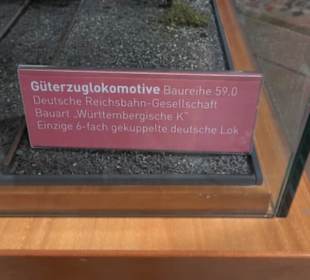 Güterzuglokomotive Baureihe 59.0
Deutsche Reichsbahn-Gesellschaft
Bauart „Württembergische K"
Einzige 6-fach gekuppelte deutsche Lok